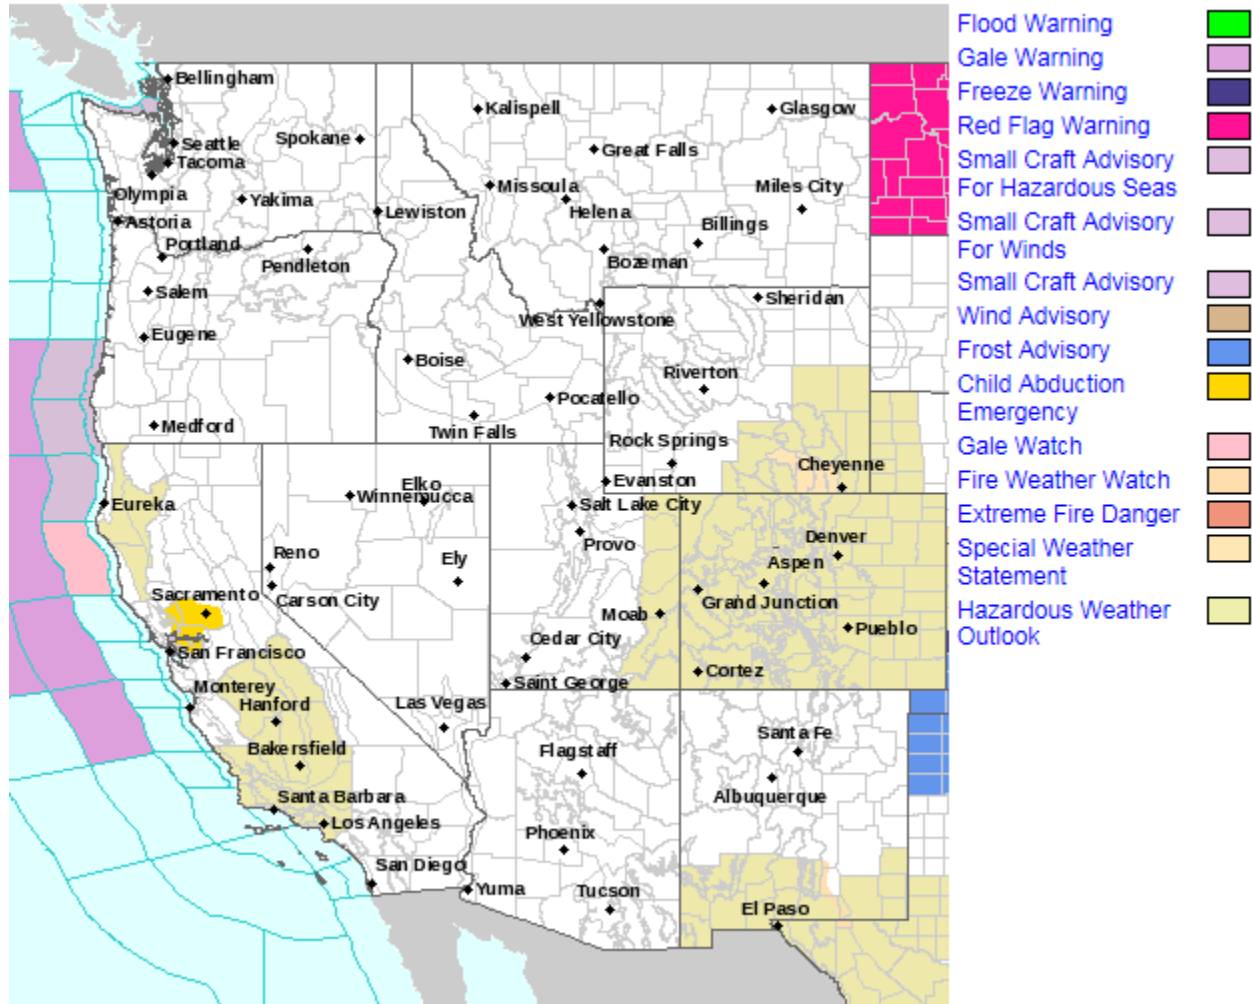 Bellingham
Kalispell
Glasgow
Seattle
Spokane
Great Falls
Tacoma
Olympia
Yakima
Missoula
Miles City
Helena
Lewiston
Astoria
Billings
Portland
Pendleton
Bozeman
Salem
Sheridan
West Yellowstone
Eugene
Boise
Riverton
Pocatello
Medford
Twin Falls
Rock Springs
Cheyenne
Evanston
Elko
Winnemucca
Eureka
Salt Lake City
Provo
Denver
Reno
Ely
Aspen
Sacramento
Carson City
Grand Junction
Moab
Pueblo
Cedar City
San Francisco
Cortez
Saint George
Monterey
Hanford
Las Vegas
Santa Fe
Bakersfield
Flagstaff
Albuquerque
Santa Barbara
Los Angeles
Phoenix
San Diego
Yuma
Tucson
El Paso
Flood Warning
Gale Warning
Freeze Warning
Red Flag Warning
Small Craft Advisory
For Hazardous Seas
Small Craft Advisory
For Winds
Small Craft Advisory
Wind Advisory
Frost Advisory
Child Abduction
Emergency
Gale Watch
Fire Weather Watch
Extreme Fire Danger
Special Weather
Statement
Hazardous Weather
Outlook